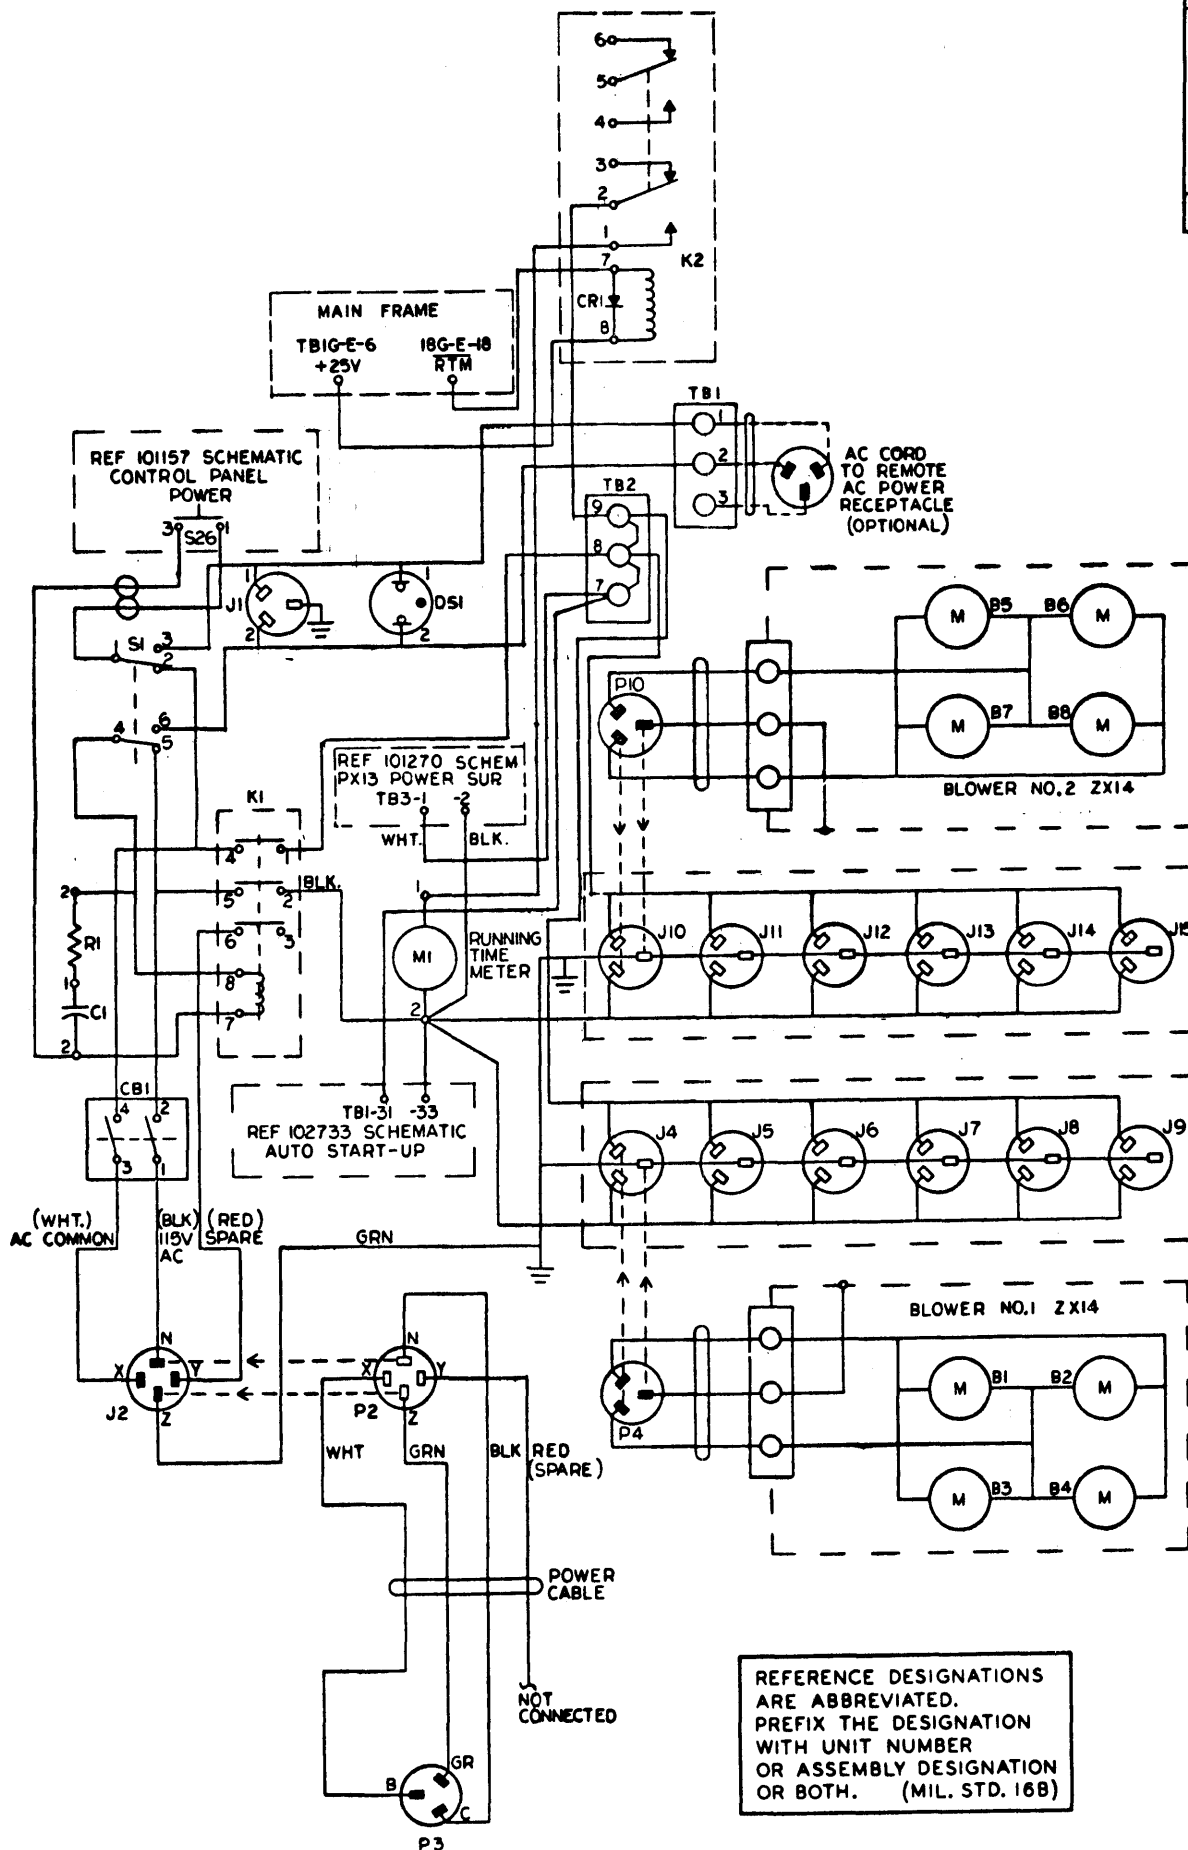 6
5
4
3
2
1
7
K2
CR1
8
MAIN FRAME
TB1G-E-6
+25V
18G-E-18
RTM
TB1
1
2
3
AC CORD
TO REMOTE
AC POWER
RECEPTACLE
(OPTIONAL)
REF 101157 SCHEMATIC
CONTROL PANEL
POWER
3
1
S26
TB2
9
8
7
J1
1
2
DS1
1
2
S1
1
3
2
4
6
5
P10
M
B5
B6
M
M
B7
B8
M
BLOWER NO.2 ZX14
REF 101270 SCHEM
PX13 POWER SUR
TB3-1
-2
WHT.
BLK.
K1
4
1
5
2
BLK.
6
3
8
7
2
R1
1
C1
2
1
M1
2
RUNNING
TIME
METER
J10
J11
J12
J13
J14
J15
CB1
4
2
3
1
TB1-31 -33
REF 102733 SCHEMATIC
AUTO START-UP
J4
J5
J6
J7
J8
J9
(WHT.)
AC COMMON
(BLK)
115V
AC
(RED)
SPARE
GRN
N
X
Y
J2
Z
N
X
Y
P2
Z
P4
BLOWER NO.1 ZX14
M
B1
B2
M
M
B3
B4
M
WHT
GRN
BLK
RED
(SPARE)
POWER
CABLE
NOT
CONNECTED
GR
B
C
P3
REFERENCE DESIGNATIONS
ARE ABBREVIATED.
PREFIX THE DESIGNATION
WITH UNIT NUMBER
OR ASSEMBLY DESIGNATION
OR BOTH. (MIL. STD. 16B)